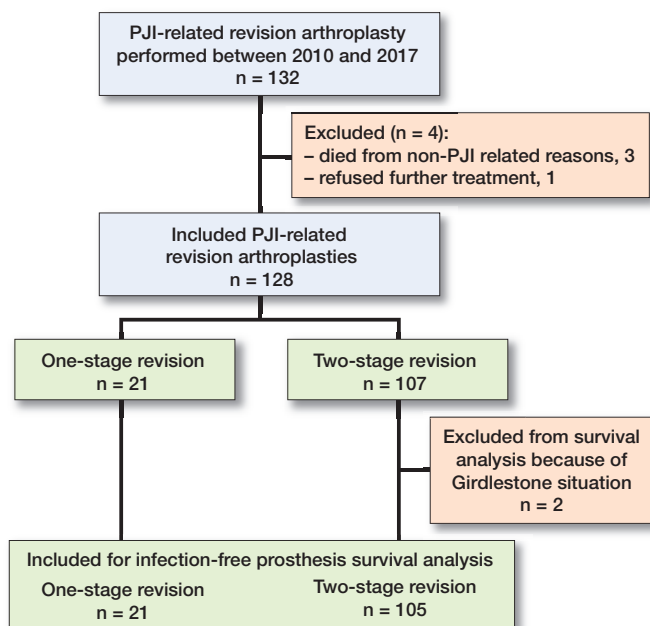 PJI-related revision arthroplasty
performed between 2010 and 2017
n = 132
Excluded (n = 4):
– died from non-PJI related reasons, 3
– refused further treatment, 1
Included PJI-related
revision arthroplasties
n = 128
One-stage revision
n = 21
Two-stage revision
n = 107
Excluded from survival
analysis because of
Girdlestone situation
n = 2
Included for infection-free prosthesis survival analysis
One-stage revision
n = 21
Two-stage revision
n = 105